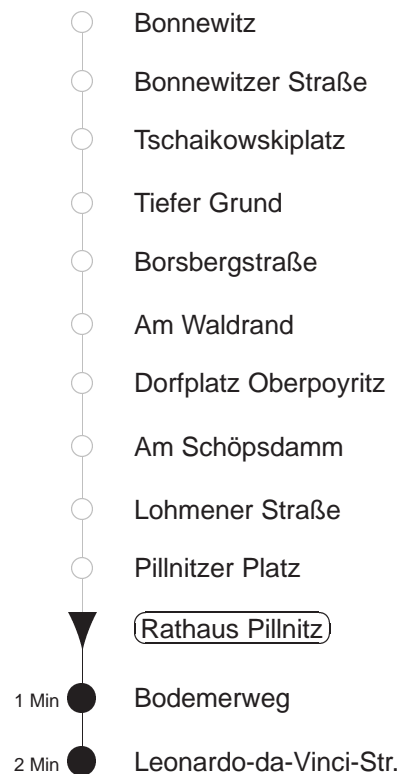 Bonnewitz
Bonnewitzer Straße
Tschaikowskiplatz
Tiefer Grund
Borsbergstraße
Am Waldrand
Dorfplatz Oberpoyritz
Am Schöpsdamm
Lohmener Straße
Pillnitzer Platz
Rathaus Pillnitz
1 Min Bodemerweg
2 Min Leonardo-da-Vinci-Str.